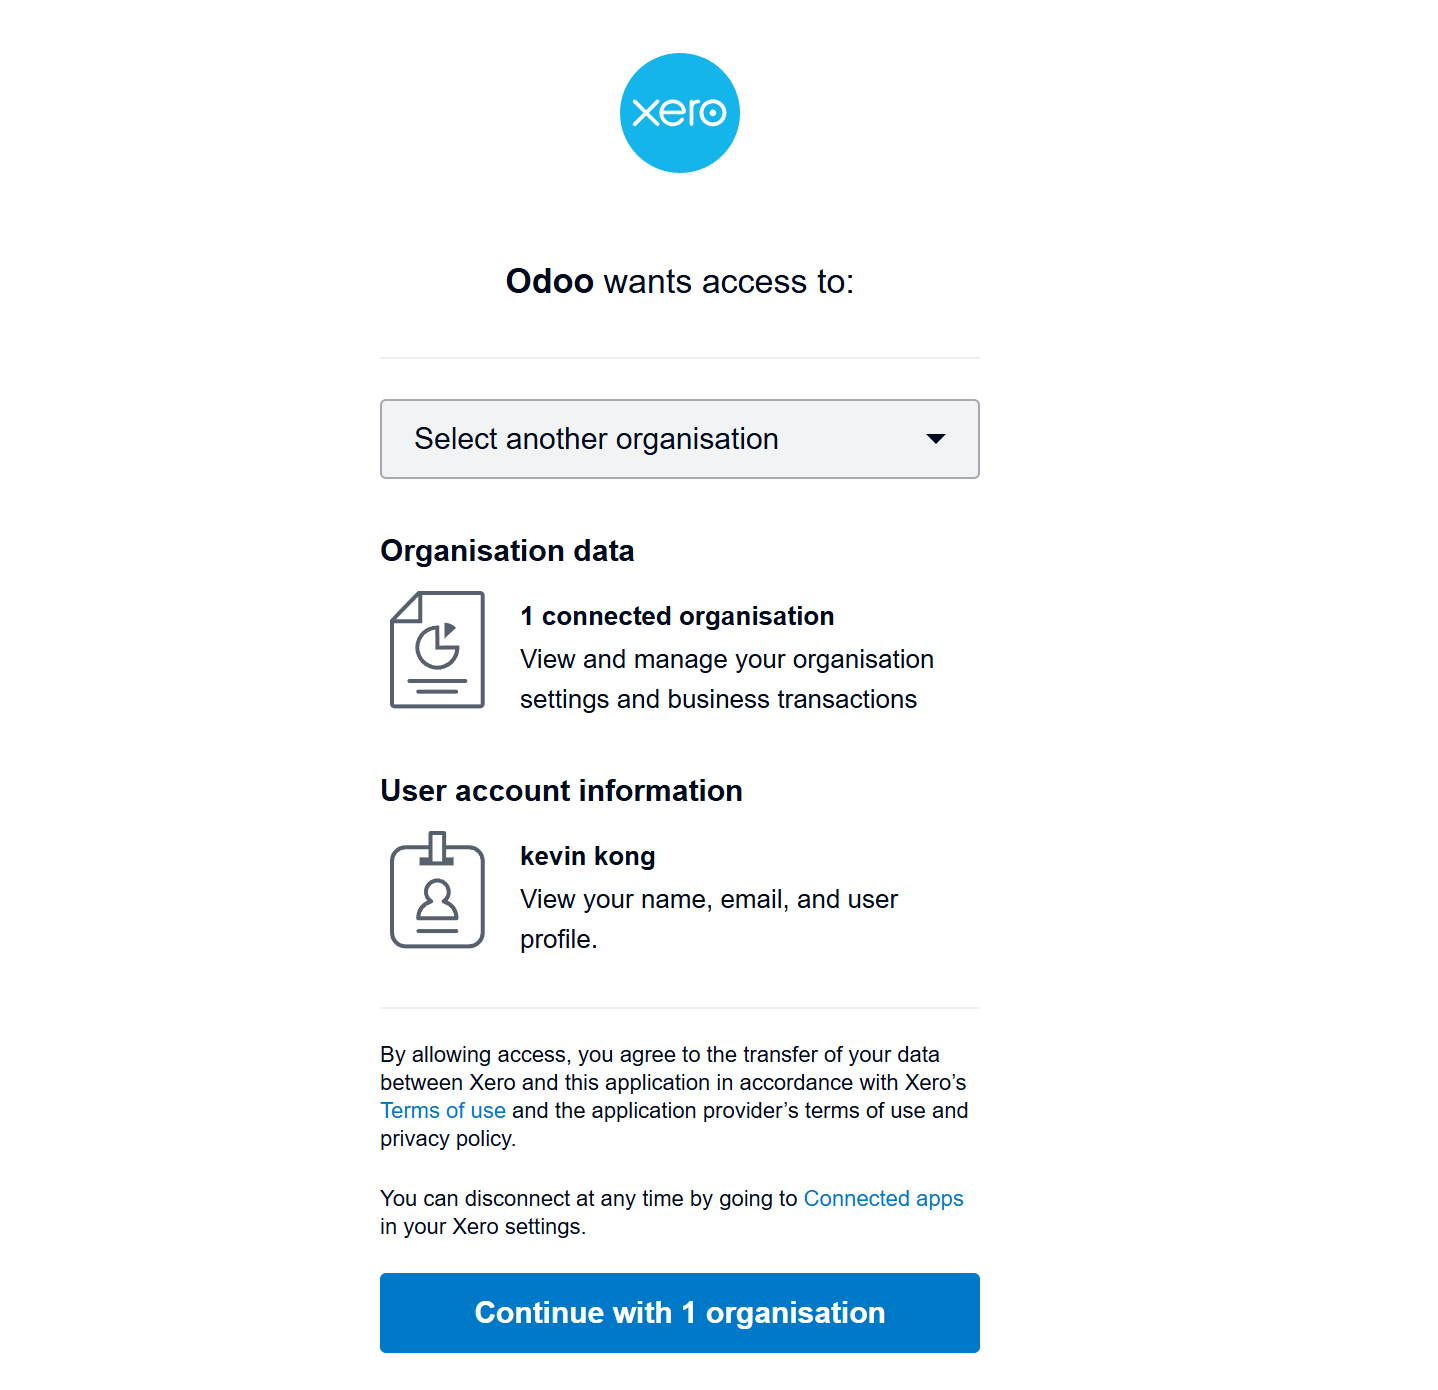 xero
Odoo wants access to:
Select another organisation
Organisation data
1 connected organisation
View and manage your organisation
settings and business transactions
User account information
kevin kong
View your name, email, and user
profile.
By allowing access, you agree to the transfer of your data
between Xero and this application in accordance with Xero’s
Terms of use and the application provider’s terms of use and
privacy policy.
You can disconnect at any time by going to Connected apps
in your Xero settings.
Continue with 1 organisation